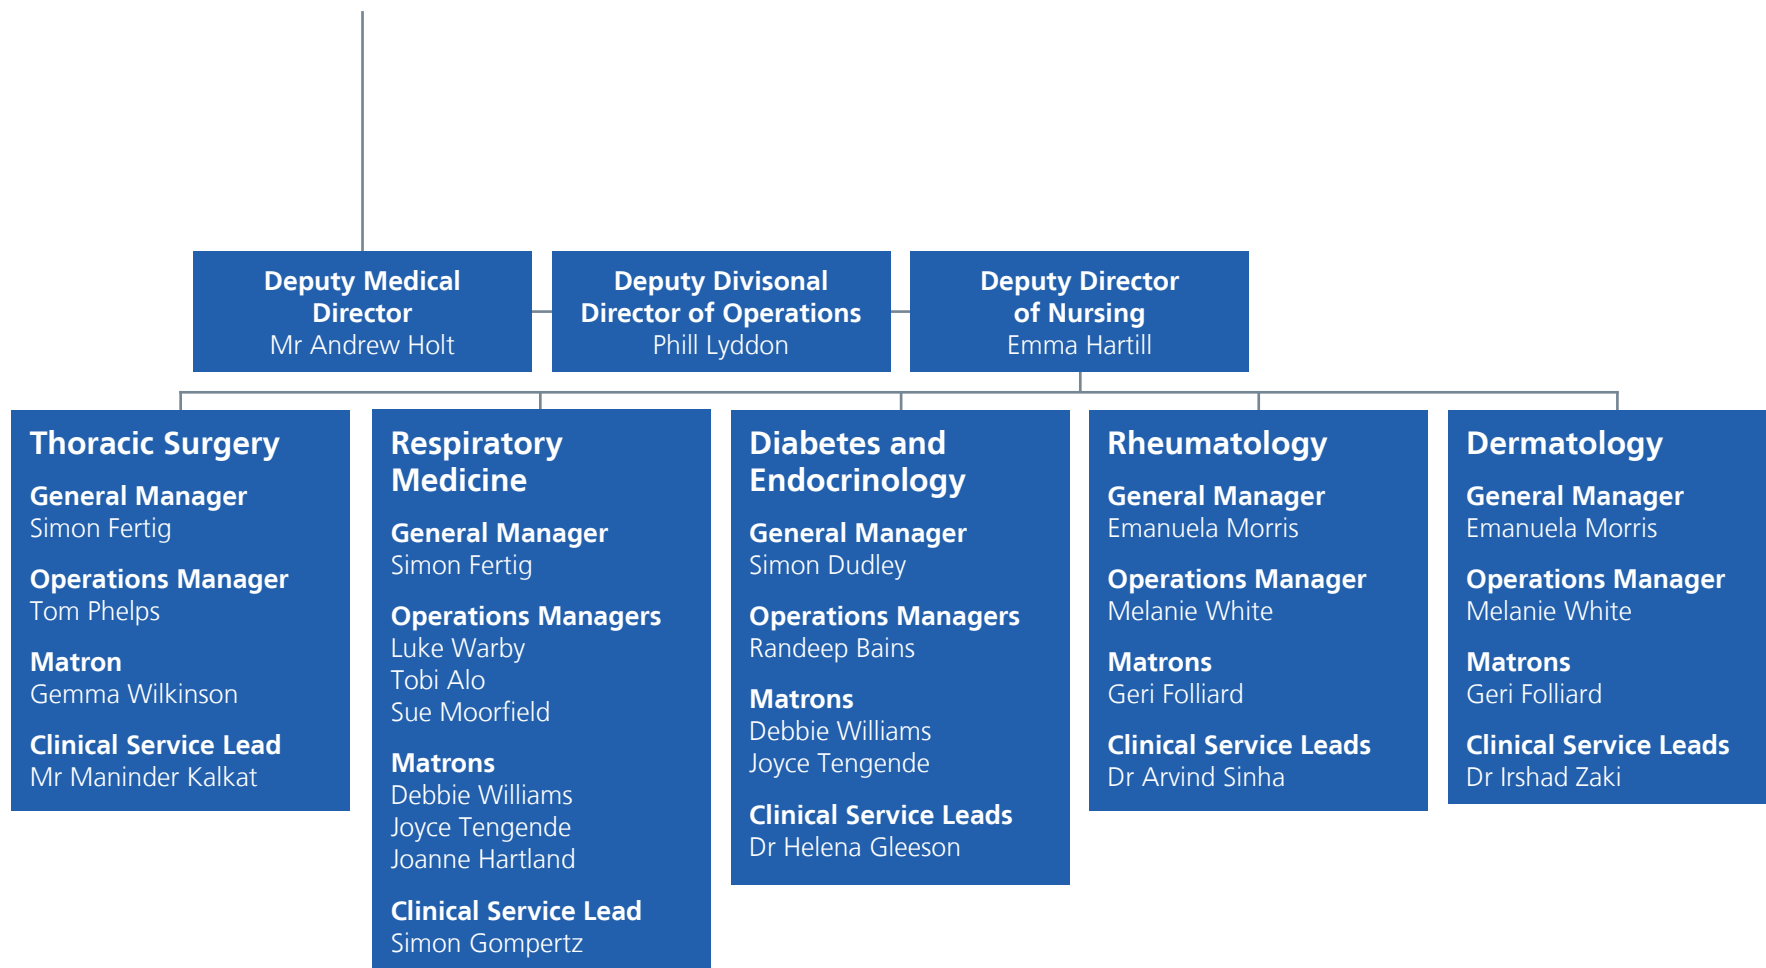 Deputy Medical
Director
Mr Andrew Holt
Deputy Divisonal
Director of Operations
Phill Lyddon
Deputy Director
of Nursing
Emma Hartill
Thoracic Surgery
General Manager
Simon Fertig
Operations Manager
Tom Phelps
Matron
Gemma Wilkinson
Clinical Service Lead
Mr Maninder Kalkat
Respiratory
Medicine
General Manager
Simon Fertig
Operations Managers
Luke Warby
Tobi Alo
Sue Moorfield
Matrons
Debbie Williams
Joyce Tengende
Joanne Hartland
Clinical Service Lead
Simon Gompertz
Diabetes and
Endocrinology
General Manager
Simon Dudley
Operations Managers
Randeep Bains
Matrons
Debbie Williams
Joyce Tengende
Clinical Service Leads
Dr Helena Gleeson
Rheumatology
General Manager
Emanuela Morris
Operations Manager
Melanie White
Matrons
Geri Folliard
Clinical Service Leads
Dr Arvind Sinha
Dermatology
General Manager
Emanuela Morris
Operations Manager
Melanie White
Matrons
Geri Folliard
Clinical Service Leads
Dr Irshad Zaki